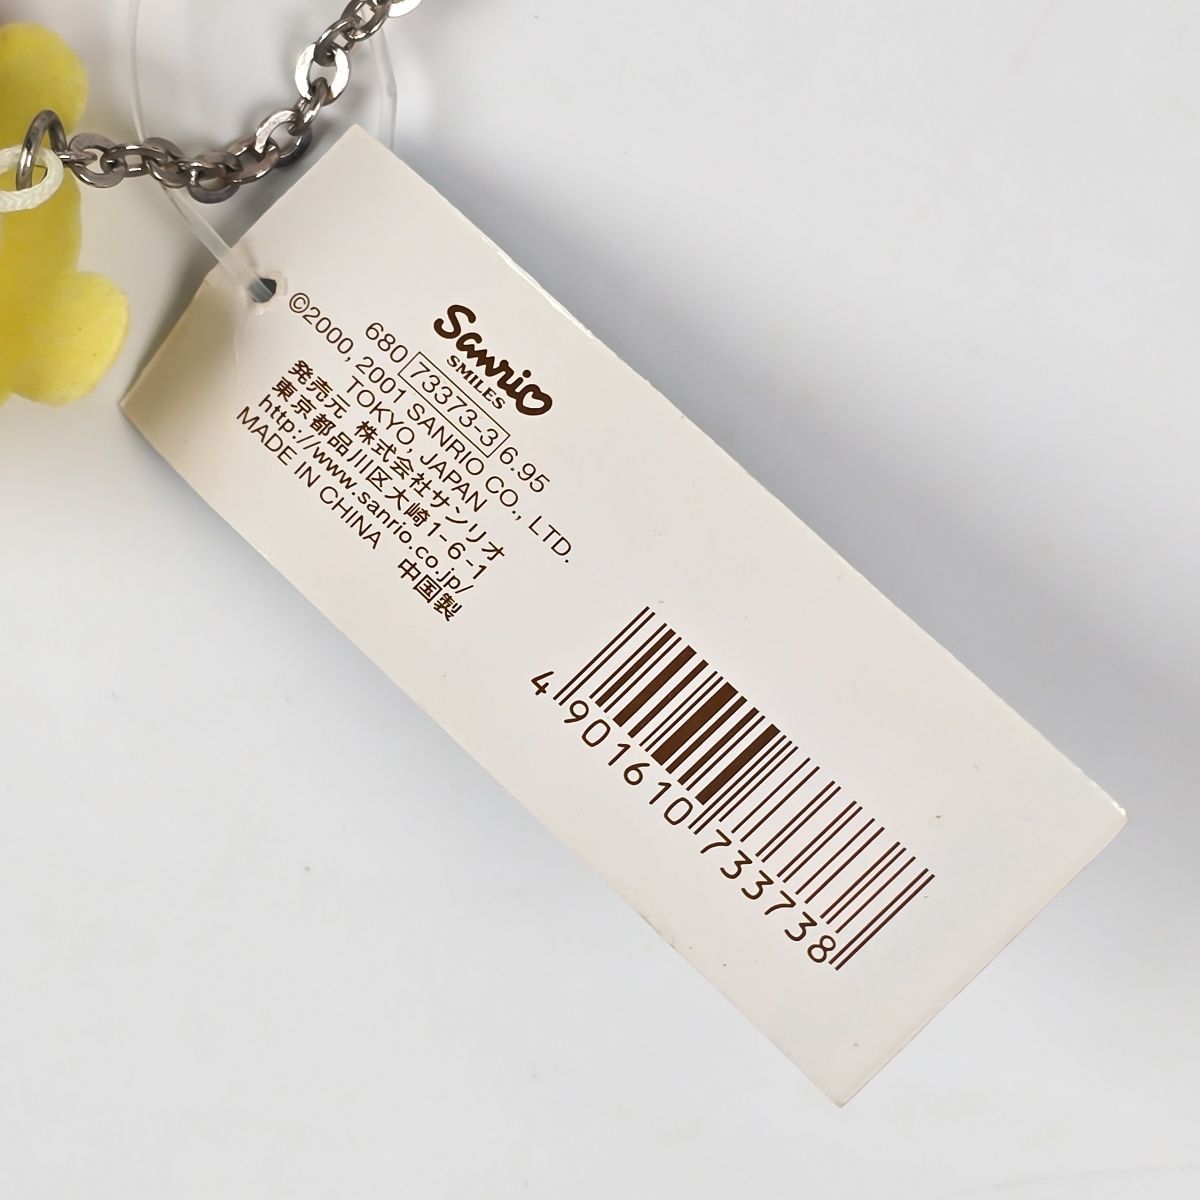 Sanrio
SMILES
680 73373-3 6.95
©2000, 2001 SANRIO CO., LTD.
TOKYO, JAPAN
発売元 株式会社サンリオ
東京都品川区大崎1-6-1
http://www.sanrio.co.jp/
MADE IN CHINA 中国製
4 901610 733738